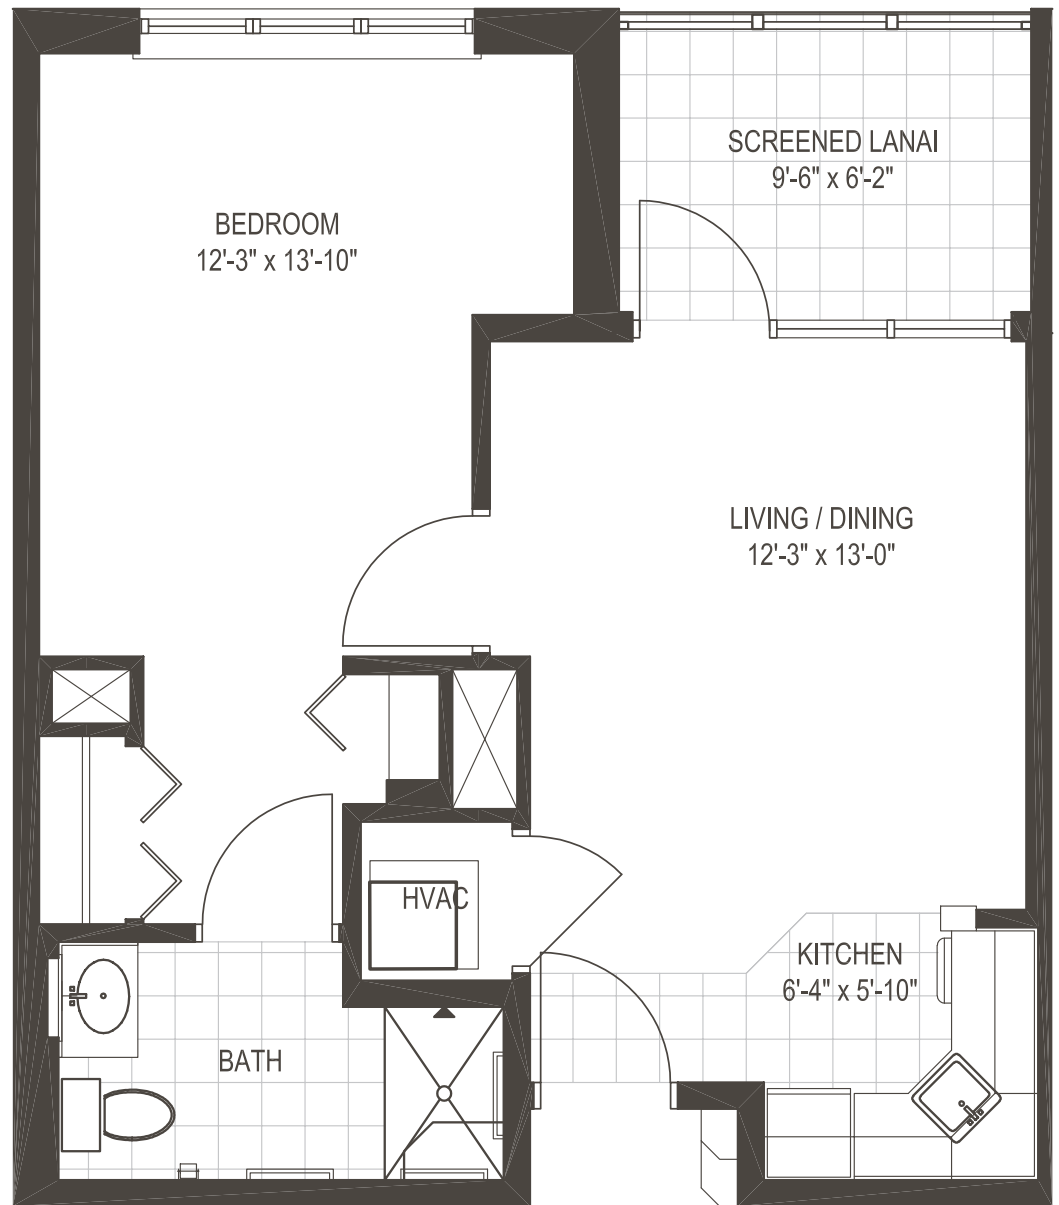 SCREENED LANAI
9'-6" x 6'-2"
BEDROOM
12'-3" x 13'-10"
LIVING / DINING
12'-3" x 13'-0"
HVAC
KITCHEN
6'-4" x 5'-10"
BATH